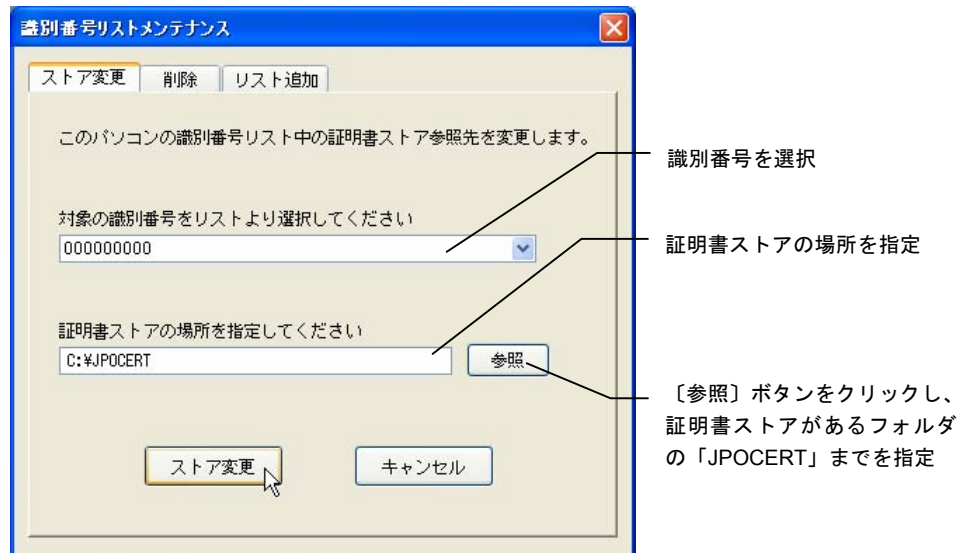 識別番号リストメンテナンス
ストア変更 削除 リスト追加
このパソコンの識別番号リスト中の証明書ストア参照先を変更します。
識別番号を選択
対象の識別番号をリストより選択してください
000000000
証明書ストアの場所を指定
証明書ストアの場所を指定してください
C:¥JPOCERT
参照
〔参照〕ボタンをクリックし、
証明書ストアがあるフォルダ
の「JPOCERT」までを指定
ストア変更 キャンセル